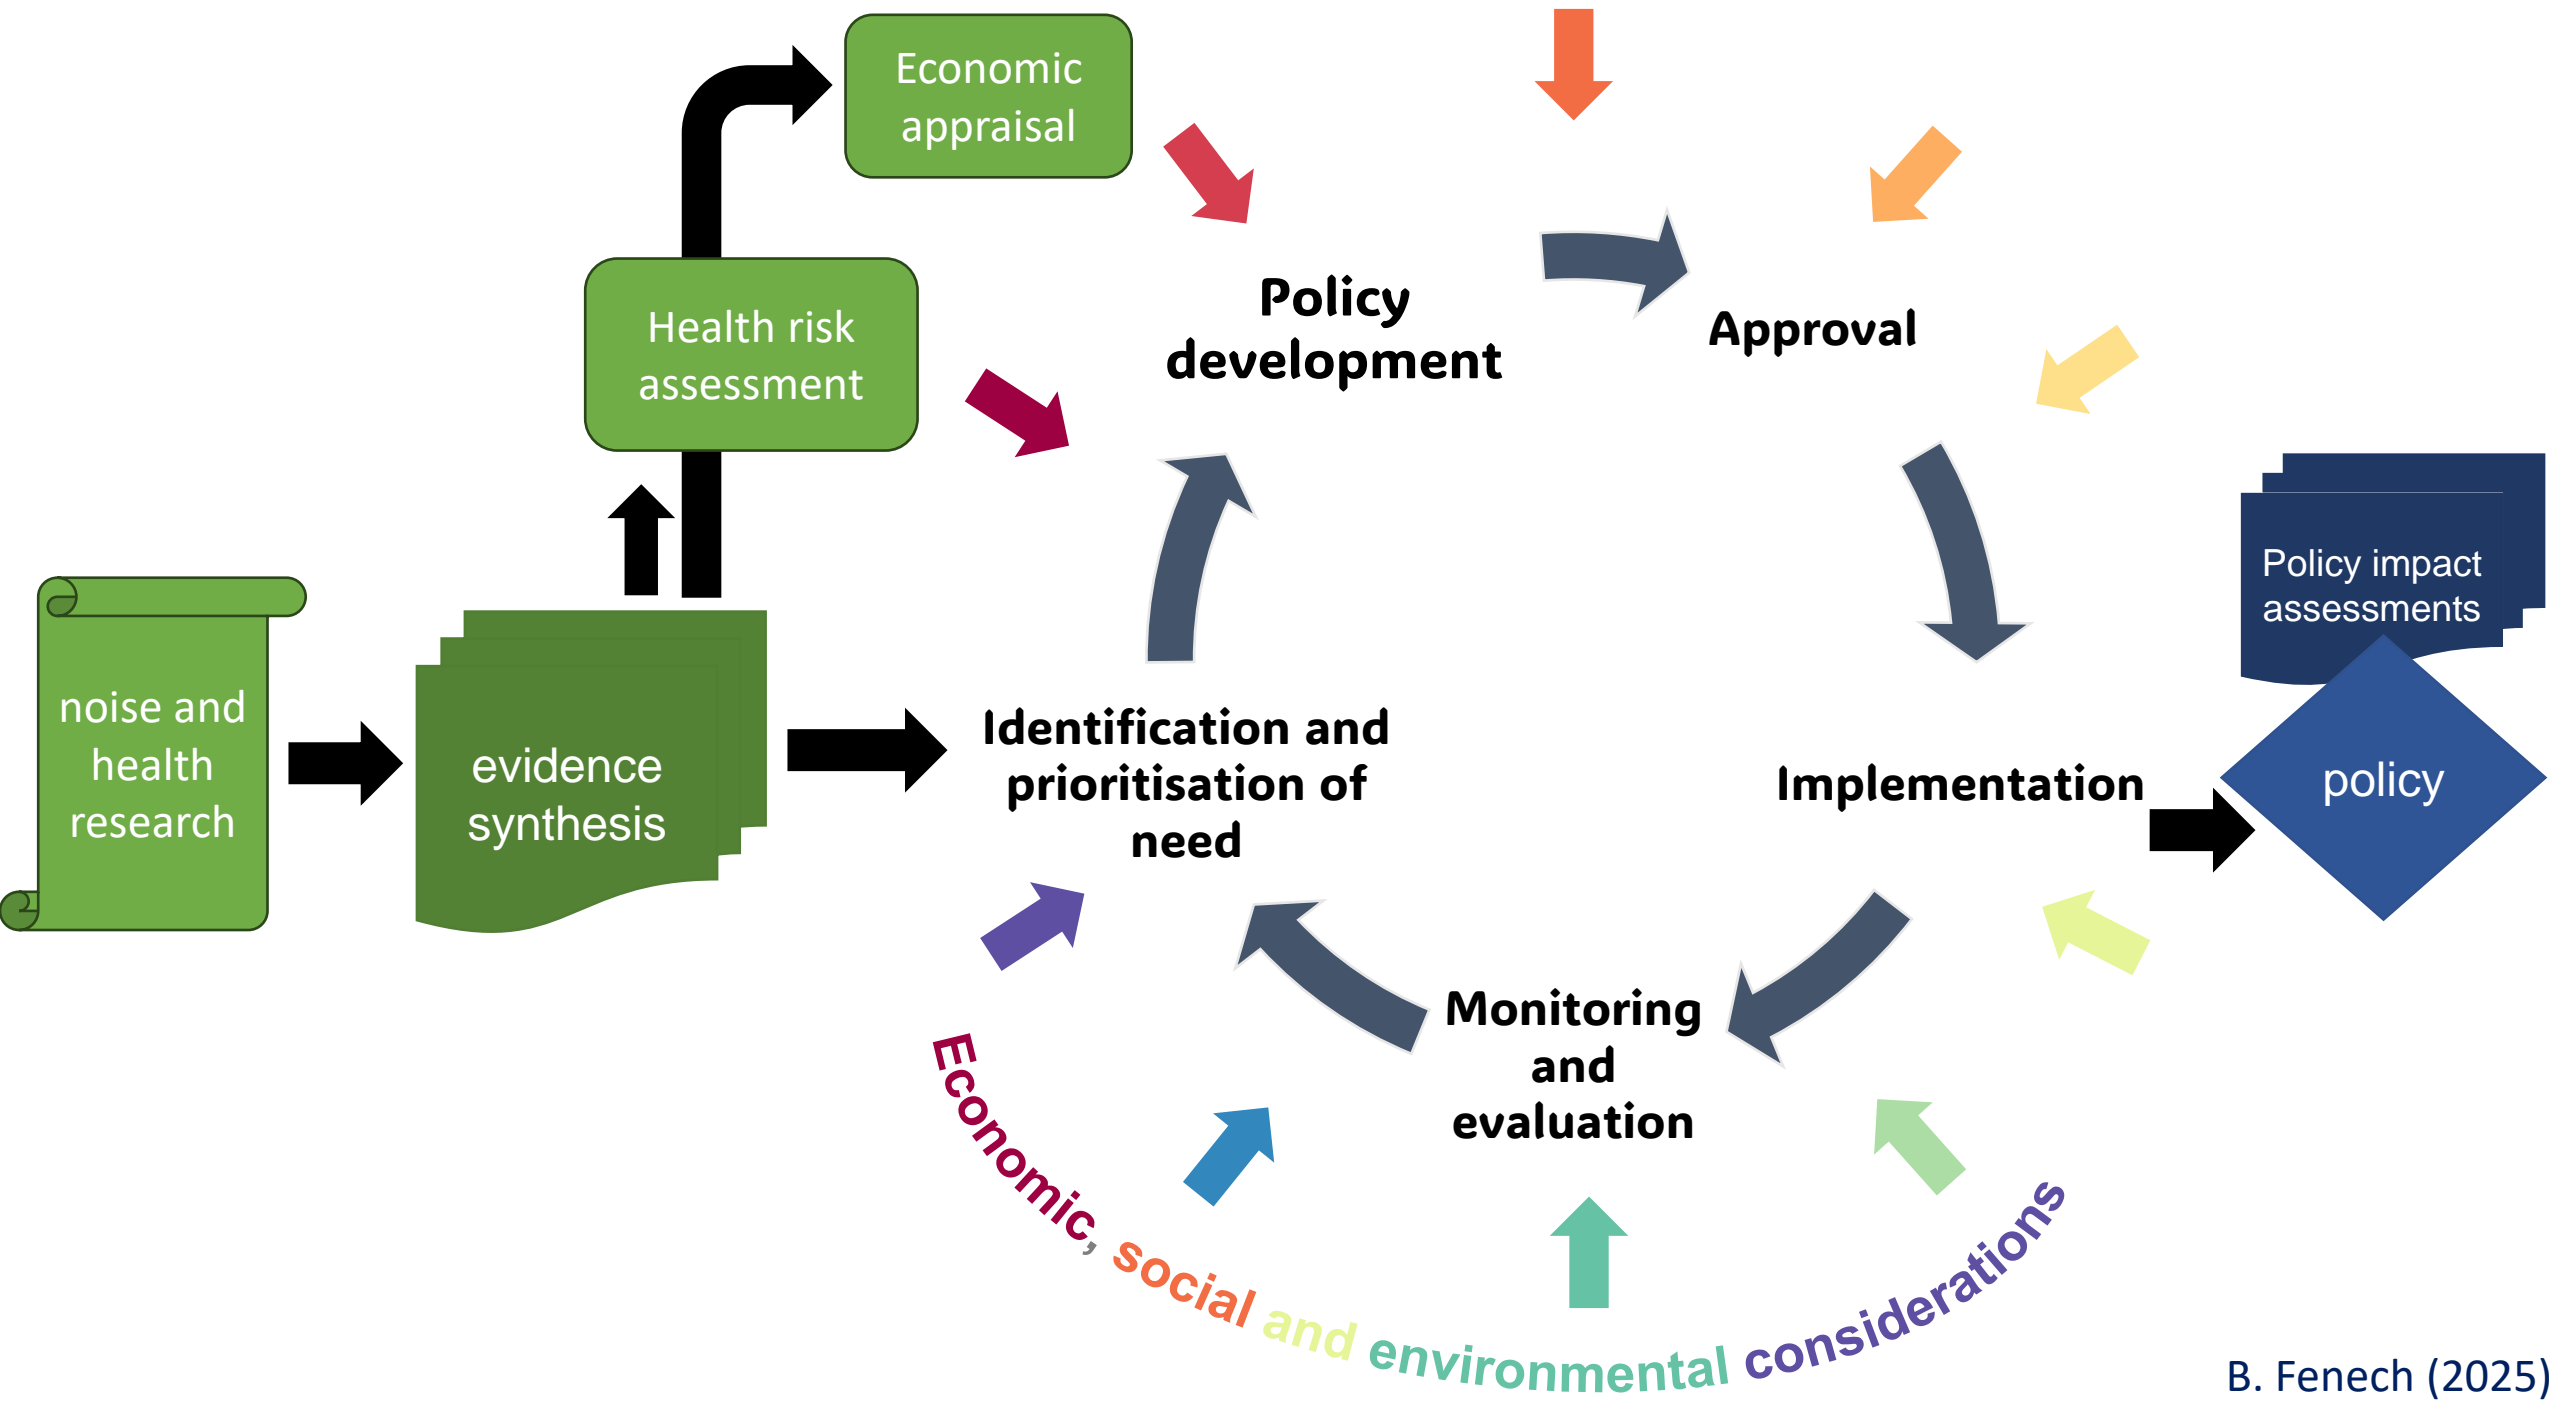 Economic
appraisal
Health risk
assessment
Policy
development
Approval
noise and
health
research
evidence
synthesis
Identification and
prioritisation of
need
Implementation
Policy impact
assessments
policy
Monitoring
and
evaluation
Economic, social and environmental considerations
B. Fenech (2025)